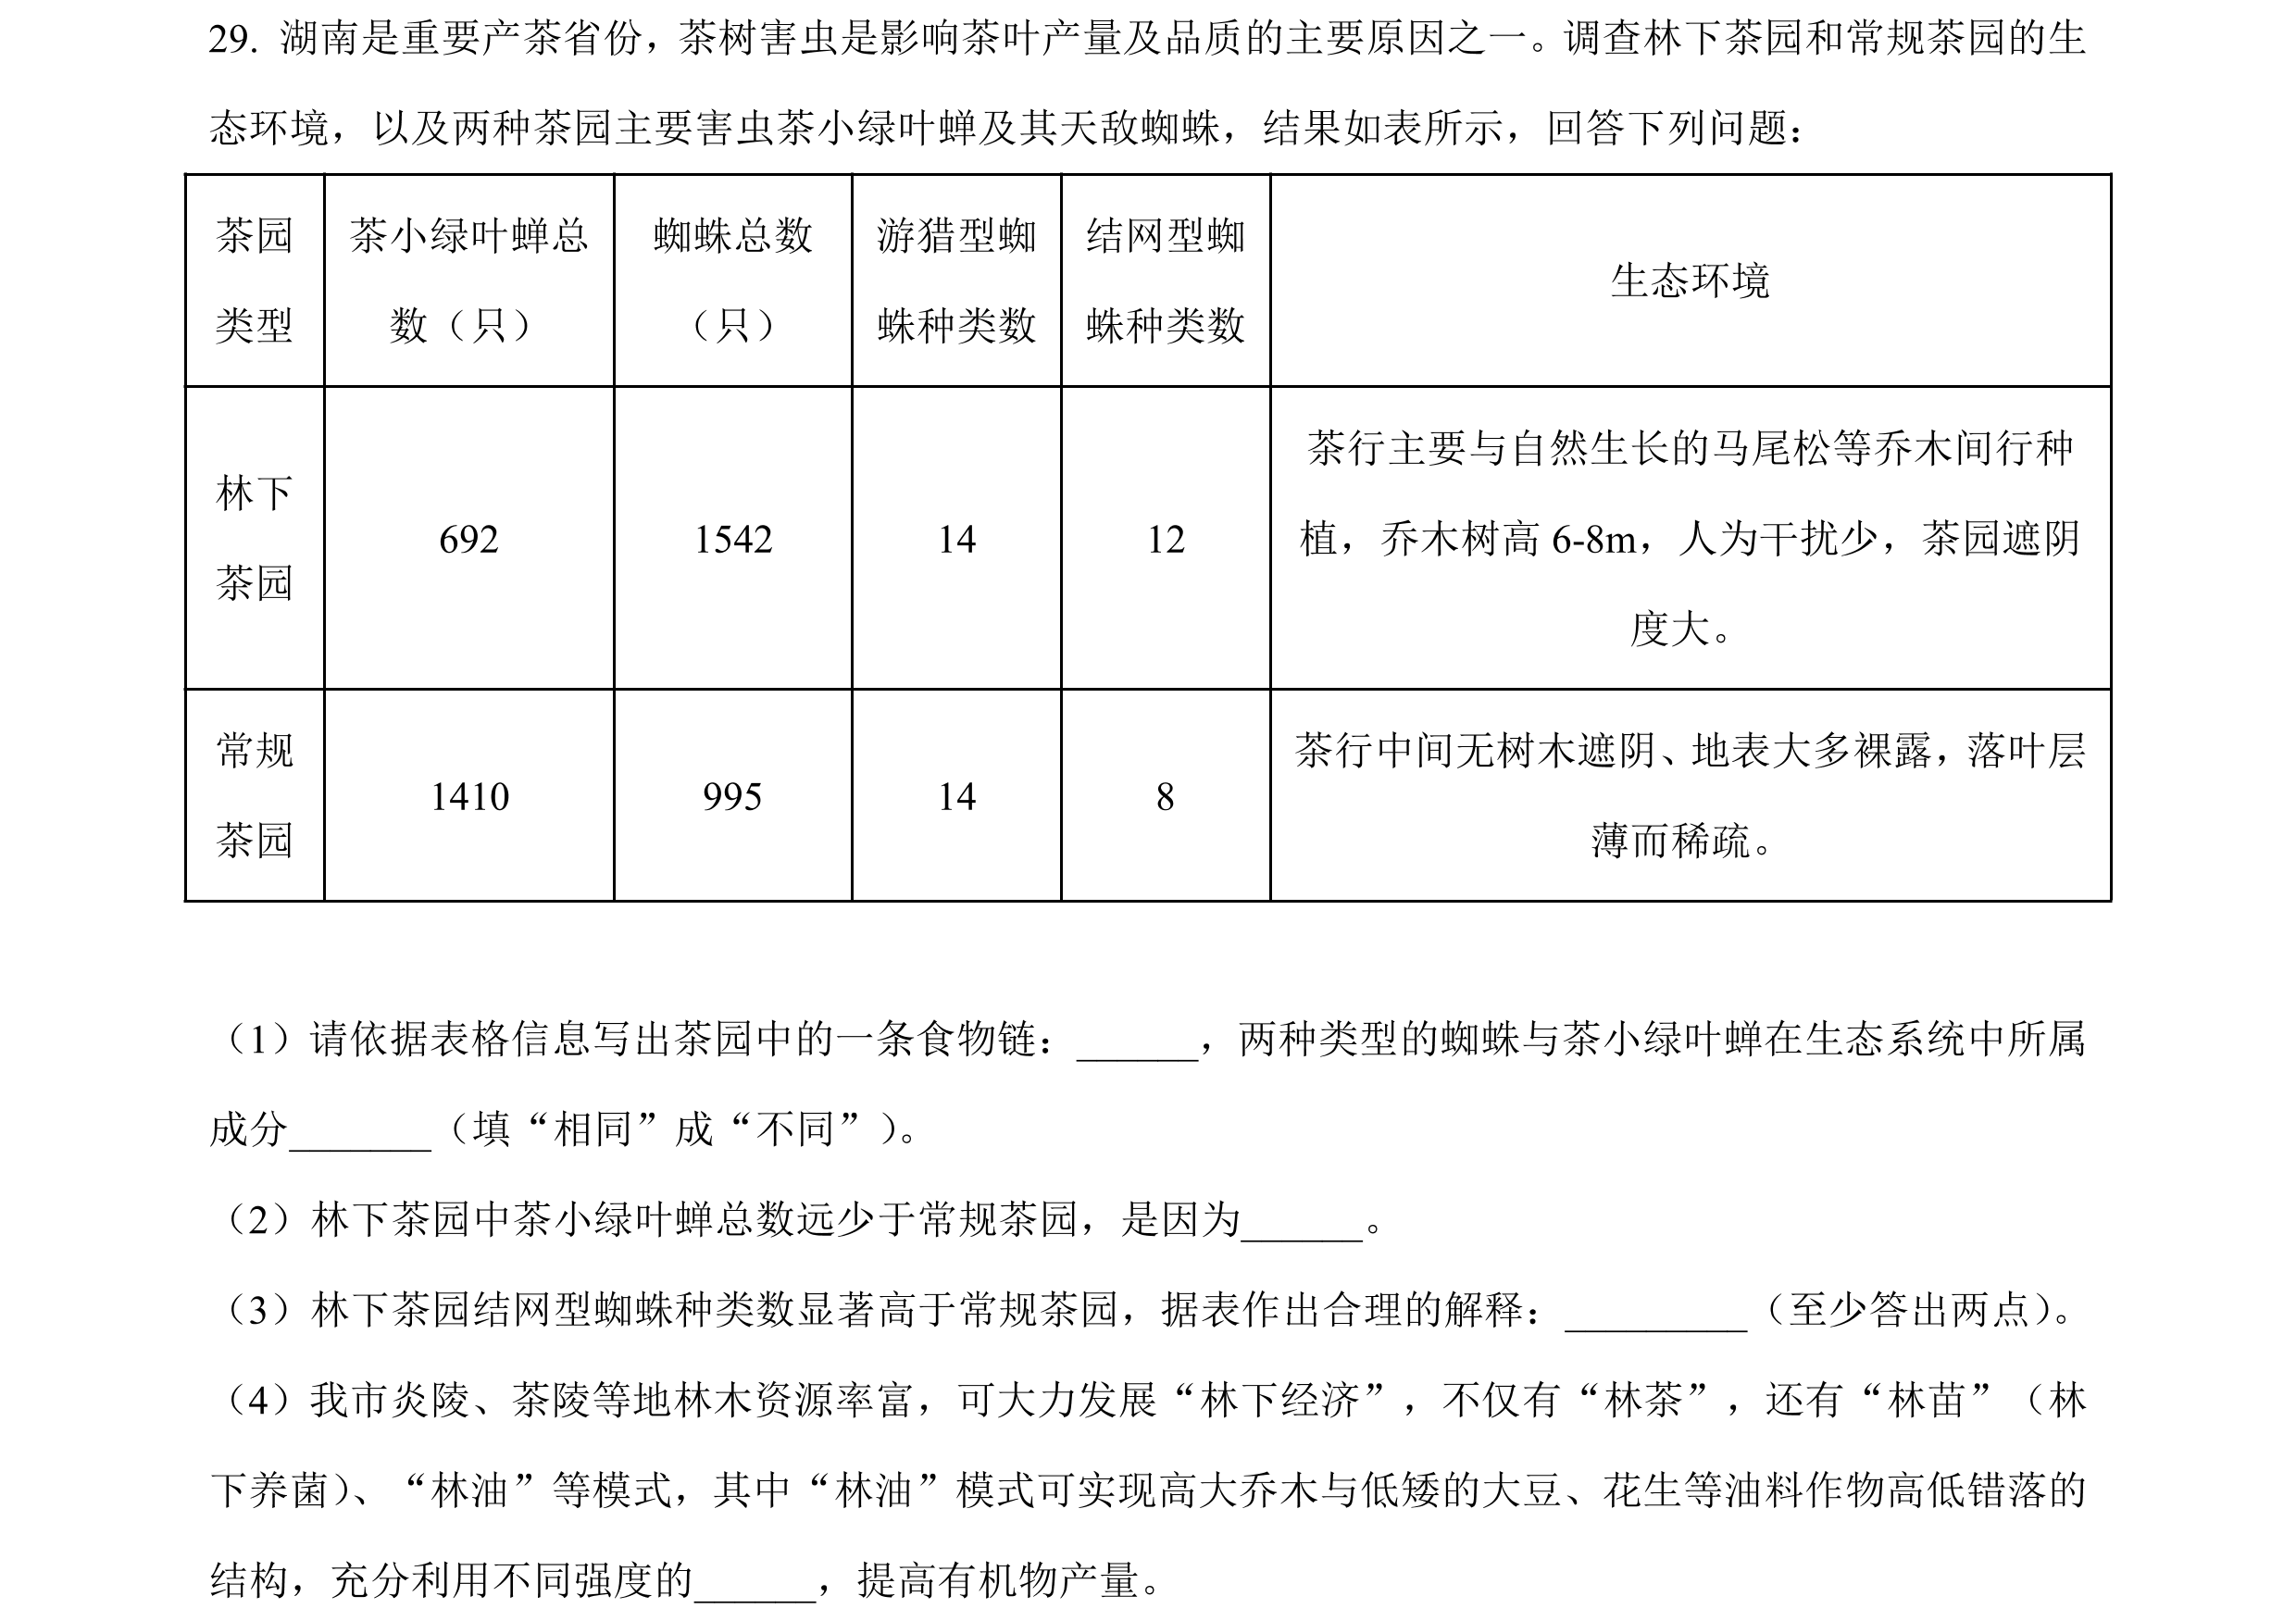 29. 湖南是重要产茶省份，茶树害虫是影响茶叶产量及品质的主要原因之一。调查林下茶园和常规茶园的生
态环境，以及两种茶园主要害虫茶小绿叶蝉及其天敌蜘蛛，结果如表所示，回答下列问题：
茶园
类型
茶小绿叶蝉总
数（只）
蜘蛛总数
（只）
游猎型蜘
蛛种类数
结网型蜘
蛛种类数
生态环境
林下
茶园
692
1542
14
12
茶行主要与自然生长的马尾松等乔木间行种
植，乔木树高 6-8m，人为干扰少，茶园遮阴
度大。
常规
茶园
1410
995
14
8
茶行中间无树木遮阴、地表大多裸露，落叶层
薄而稀疏。
（1）请依据表格信息写出茶园中的一条食物链：______，两种类型的蜘蛛与茶小绿叶蝉在生态系统中所属
成分_______（填“相同”成“不同”）。
（2）林下茶园中茶小绿叶蝉总数远少于常规茶园，是因为______。
（3）林下茶园结网型蜘蛛种类数显著高于常规茶园，据表作出合理的解释：_________（至少答出两点）。
（4）我市炎陵、茶陵等地林木资源率富，可大力发展“林下经济”，不仅有“林茶”，还有“林苗”（林
下养菌）、“林油”等模式，其中“林油”模式可实现高大乔木与低矮的大豆、花生等油料作物高低错落的
结构，充分利用不同强度的______，提高有机物产量。